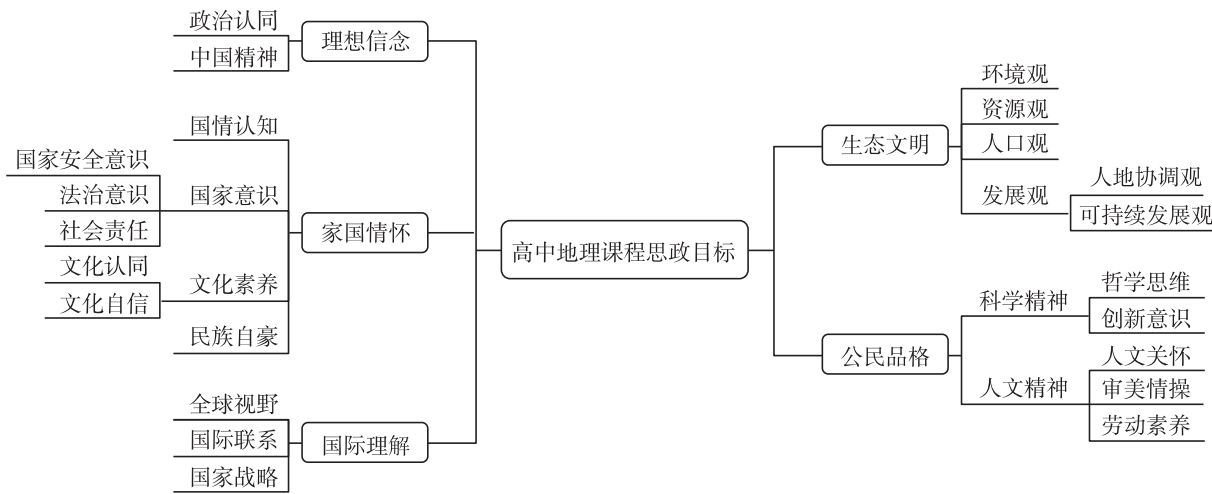 政治认同
中国精神
理想信念
国情认知
国家安全意识
法治意识
社会责任
国家意识
文化认同
文化自信
文化素养
民族自豪
家国情怀
全球视野
国际联系
国家战略
国际理解
高中地理课程思政目标
生态文明
环境观
资源观
人口观
发展观
人地协调观
可持续发展观
公民品格
科学精神
哲学思维
创新意识
人文精神
人文关怀
审美情操
劳动素养